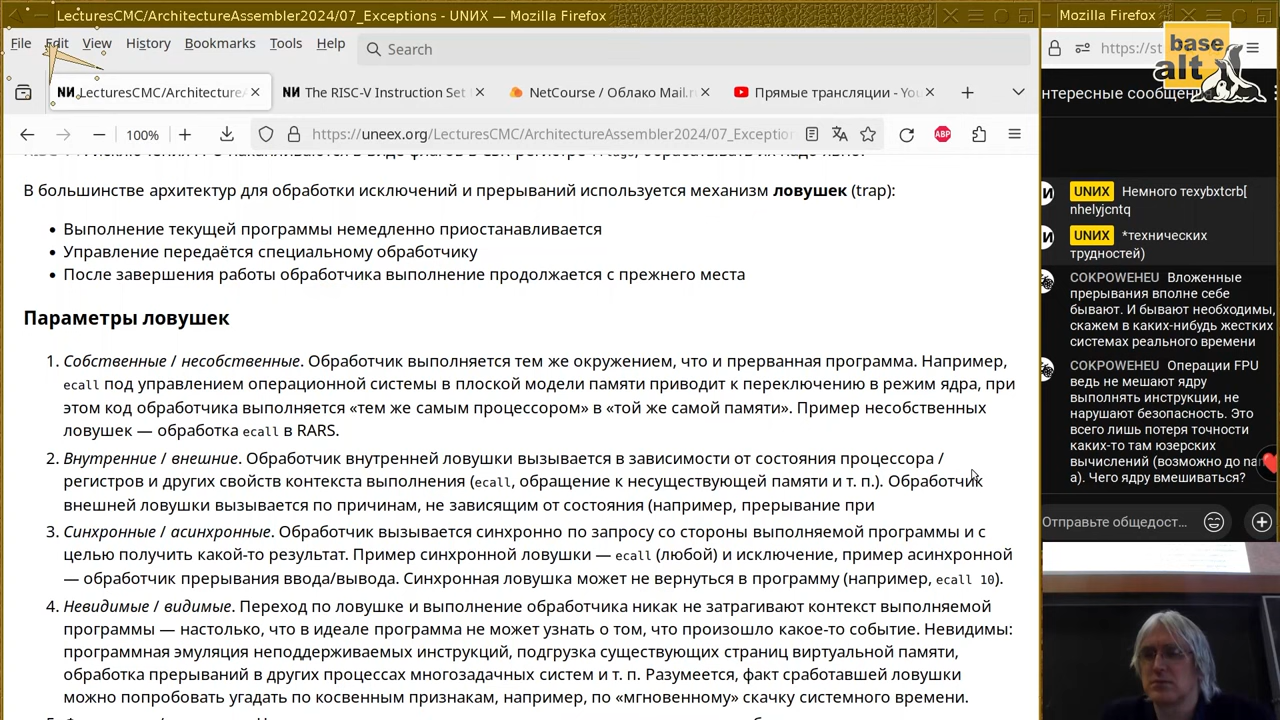 LecturesCMC/ArchitectureAssembler2024/07_Exceptions - UNИX — Mozilla Firefox
Mozilla Firefox
File Edit View History Bookmarks Tools Help
Search
https://st
base
alt
LecturesCMC/Architecture
The RISC-V Instruction Set
NetCourse / Облако Mail.r
Прямые трансляции - You
100%
https://uneex.org/LecturesCMC/ArchitectureAssembler2024/07_Exception
ABP
нтересные сообщени
В большинстве архитектур для обработки исключений и прерываний используется механизм ловушек (trap):
Выполнение текущей программы немедленно приостанавливается
Управление передаётся специальному обработчику
После завершения работы обработчика выполнение продолжается с прежнего места
Параметры ловушек
1. Собственные / несобственные. Обработчик выполняется тем же окружением, что и прерванная программа. Например,
ecall под управлением операционной системы в плоской модели памяти приводит к переключению в режим ядра, при
этом код обработчика выполняется «тем же самым процессором» в «той же самой памяти». Пример несобственных
ловушек — обработка ecall в RARS.
2. Внутренние / внешние. Обработчик внутренней ловушки вызывается в зависимости от состояния процессора /
регистров и других свойств контекста выполнения (ecall, обращение к несуществующей памяти и т. п.). Обработчик
внешней ловушки вызывается по причинам, не зависящим от состояния (например, прерывание при
3. Синхронные / асинхронные. Обработчик вызывается синхронно по запросу со стороны выполняемой программы и с
целью получить какой-то результат. Пример синхронной ловушки — ecall (любой) и исключение, пример асинхронной
— обработчик прерывания ввода/вывода. Синхронная ловушка может не вернуться в программу (например, ecall 10).
4. Невидимые / видимые. Переход по ловушке и выполнение обработчика никак не затрагивают контекст выполняемой
программы — настолько, что в идеале программа не может узнать о том, что произошло какое-то событие. Невидимы:
программная эмуляция неподдерживаемых инструкций, подгрузка существующих страниц виртуальной памяти,
обработка прерываний в других процессах многозадачных систем и т. п. Разумеется, факт сработавшей ловушки
можно попробовать угадать по косвенным признакам, например, по «мгновенному» скачку системного времени.
UNИX Немного теxybxtcrb[
nhelyjcntq
UNИX *технических
трудностей)
COKPOWEHEU Вложенные
прерывания вполне себе
бывают. И бывают необходимы,
скажем в каких-нибудь жестких
системах реального времени
COKPOWEHEU Операции FPU
ведь не мешают ядру
выполнять инструкции, не
нарушают безопасность. Это
всего лишь потеря точности
каких-то там юзерских
вычислений (возможно до na
а). Чего ядру вмешиваться?
Отправьте общедост...